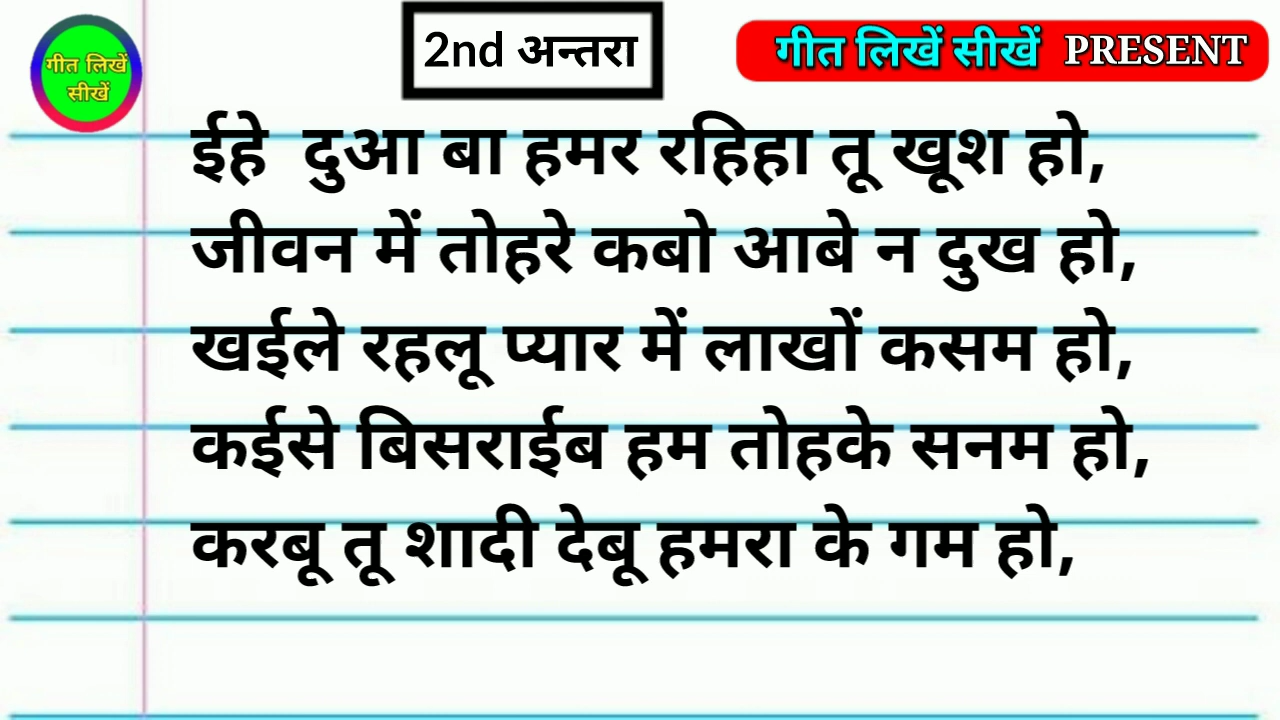 गीत लिखें
सीखें
2nd अन्तरा
गीत लिखें सीखें PRESENT
ईहे दुआ बा हमर रहिहा तू खूश हो,
जीवन में तोहरे कबो आबे न दुख हो,
खईले रहलू प्यार में लाखों कसम हो,
कईसे बिसराईब हम तोहके सनम हो,
करबू तू शादी देबू हमरा के गम हो,